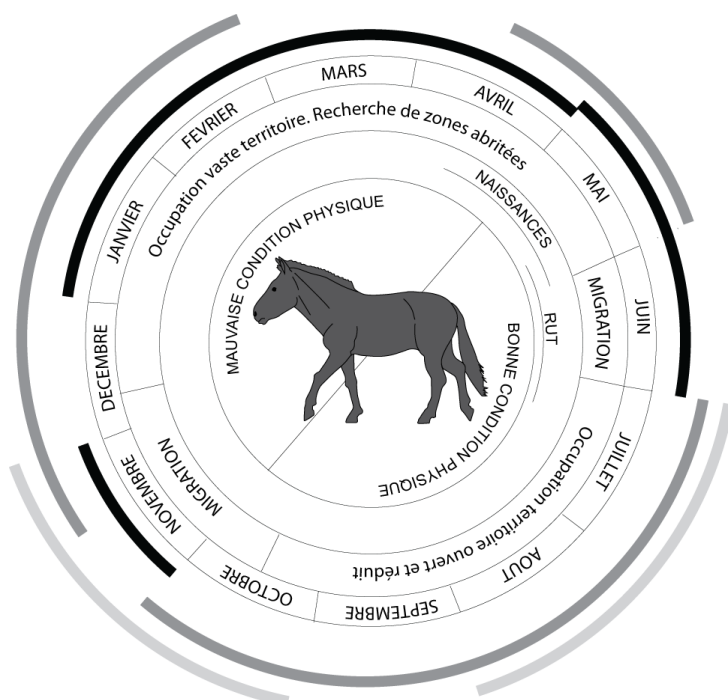 JANVIER
FEVRIER
MARS
AVRIL
MAI
JUIN
JUILLET
AOUT
SEPTEMBRE
OCTOBRE
NOVEMBRE
DECEMBRE
Occupation vaste territoire. Recherche de zones abritées
MIGRATION
Occupation territoire ouvert et réduit
MIGRATION
NAISSANCES
RUT
MAUVAISE CONDITION PHYSIQUE
BONNE CONDITION PHYSIQUE